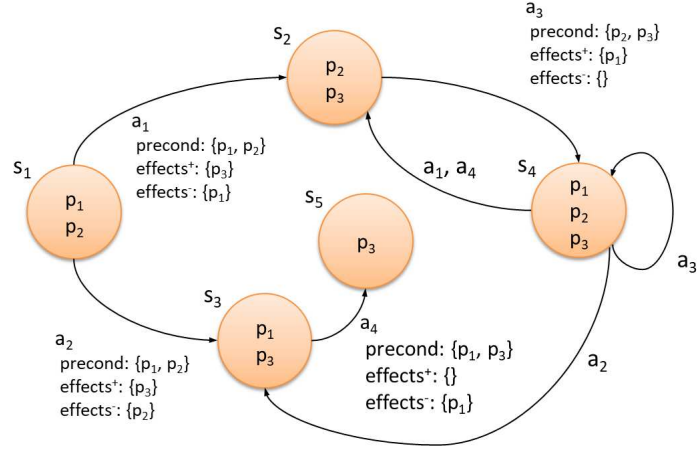 a₃
precond: {p₂, p₃}
effects⁺: {p₁}
effects⁻: {}
s₂
p₂
p₃
a₁
precond: {p₁, p₂}
effects⁺: {p₃}
effects⁻: {p₁}
s₁
p₁
p₂
a₁, a₄
s₄
p₁
p₂
p₃
s₅
p₃
a₃
s₃
p₁
p₃
a₂
precond: {p₁, p₂}
effects⁺: {p₃}
effects⁻: {p₂}
a₄
precond: {p₁, p₃}
effects⁺: {}
effects⁻: {p₁}
a₂